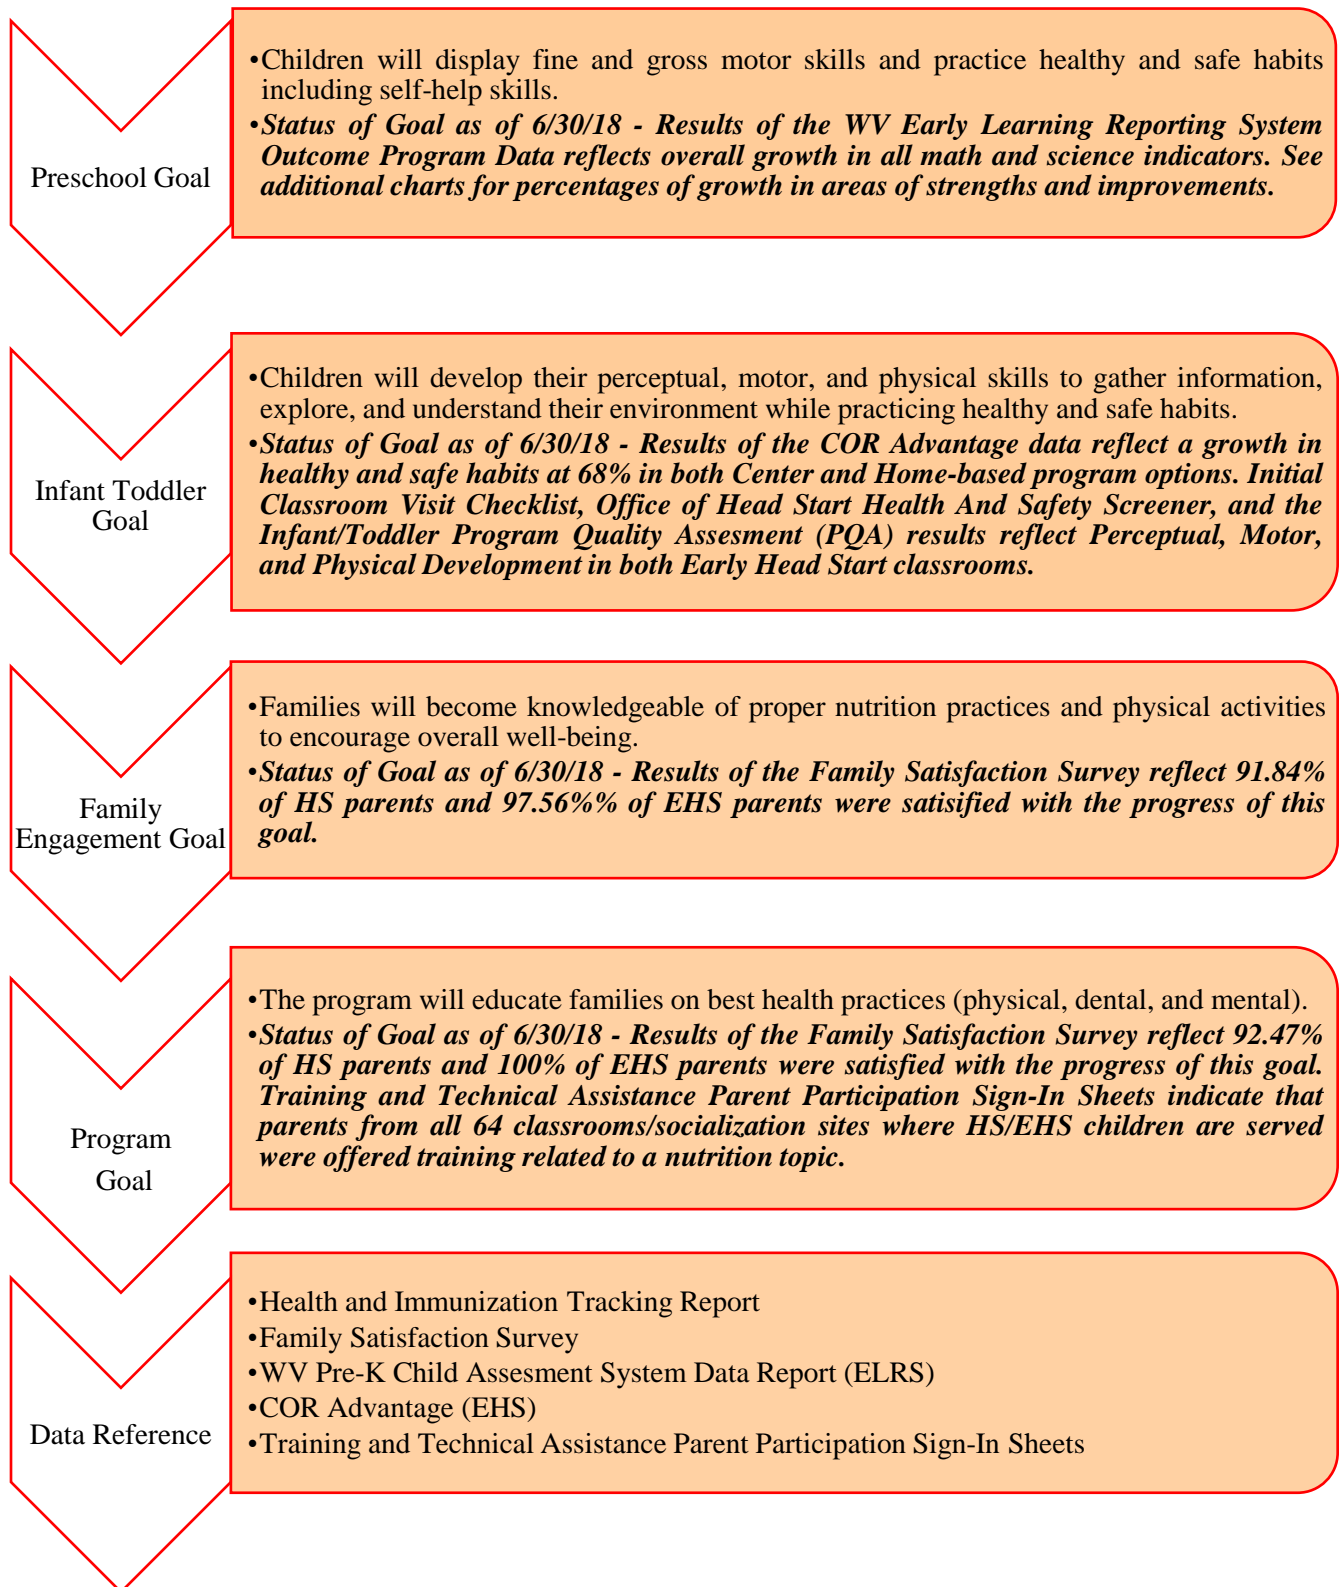 Preschool Goal
•Children will display fine and gross motor skills and practice healthy and safe habits
including self-help skills.
•Status of Goal as of 6/30/18 - Results of the WV Early Learning Reporting System
Outcome Program Data reflects overall growth in all math and science indicators. See
additional charts for percentages of growth in areas of strengths and improvements.
Infant Toddler
Goal
•Children will develop their perceptual, motor, and physical skills to gather information,
explore, and understand their environment while practicing healthy and safe habits.
•Status of Goal as of 6/30/18 - Results of the COR Advantage data reflect a growth in
healthy and safe habits at 68% in both Center and Home-based program options. Initial
Classroom Visit Checklist, Office of Head Start Health And Safety Screener, and the
Infant/Toddler Program Quality Assesment (PQA) results reflect Perceptual, Motor,
and Physical Development in both Early Head Start classrooms.
Family
Engagement Goal
•Families will become knowledgeable of proper nutrition practices and physical activities
to encourage overall well-being.
•Status of Goal as of 6/30/18 - Results of the Family Satisfaction Survey reflect 91.84%
of HS parents and 97.56%% of EHS parents were satisified with the progress of this
goal.
Program
Goal
•The program will educate families on best health practices (physical, dental, and mental).
•Status of Goal as of 6/30/18 - Results of the Family Satisfaction Survey reflect 92.47%
of HS parents and 100% of EHS parents were satisfied with the progress of this goal.
Training and Technical Assistance Parent Participation Sign-In Sheets indicate that
parents from all 64 classrooms/socialization sites where HS/EHS children are served
were offered training related to a nutrition topic.
Data Reference
•Health and Immunization Tracking Report
•Family Satisfaction Survey
•WV Pre-K Child Assesment System Data Report (ELRS)
•COR Advantage (EHS)
•Training and Technical Assistance Parent Participation Sign-In Sheets